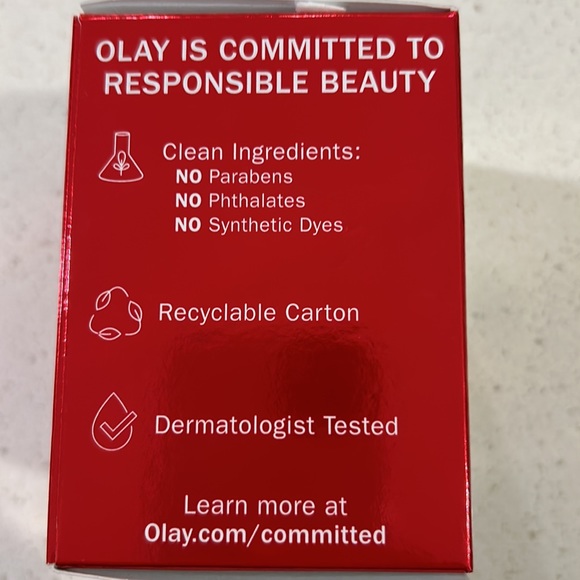 OLAY IS COMMITTED TO
RESPONSIBLE BEAUTY
Clean Ingredients:
NO Parabens
NO Phthalates
NO Synthetic Dyes
Recyclable Carton
Dermatologist Tested
Learn more at
Olay.com/committed